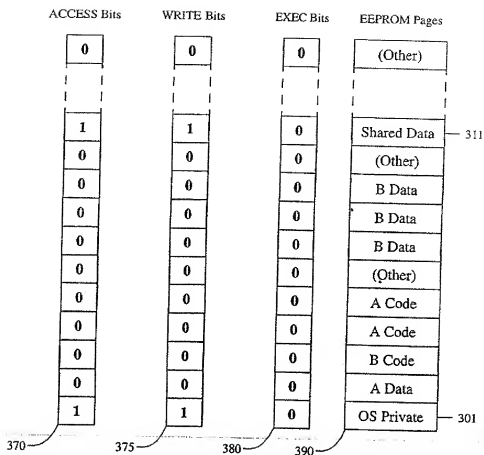 ACCESS Bits WRITE Bits EXEC Bits EEPROM Pages
0 0 0 (Other)
1 1 0 Shared Data 311
0 0 0 (Other)
0 0 0 B Data
0 0 0 B Data
0 0 0 B Data
0 0 0 (Other)
0 0 0 A Code
0 0 0 A Code
0 0 0 B Code
0 0 0 A Data
1 1 0 OS Private 301
370 375 380 390